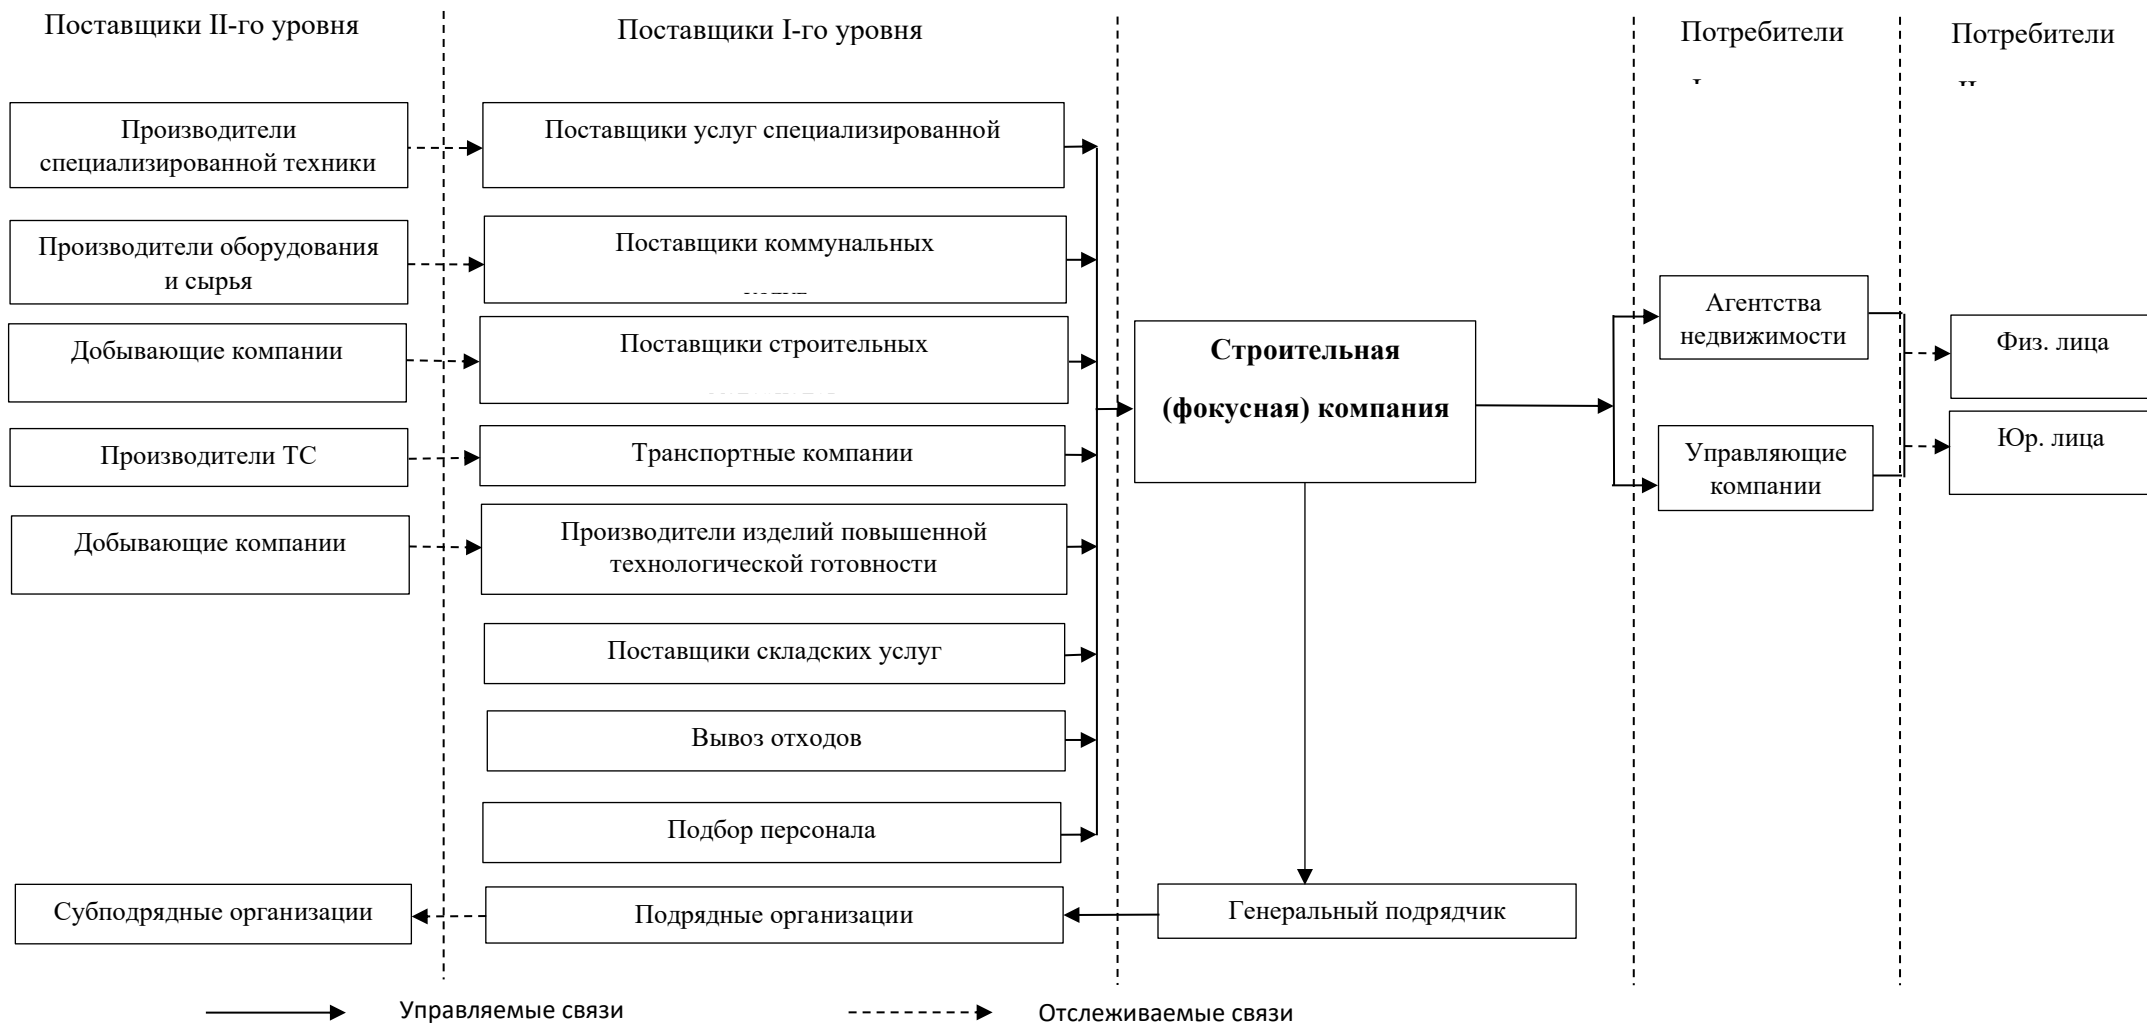 Поставщики II-го уровня
Поставщики I-го уровня
Потребители
Потребители
Производители
специализированной техники
Поставщики услуг специализированной
Производители оборудования
и сырья
Поставщики коммунальных
Добывающие компании
Поставщики строительных
Производители ТС
Транспортные компании
Добывающие компании
Производители изделий повышенной
технологической готовности
Поставщики складских услуг
Вывоз отходов
Подбор персонала
Субподрядные организации
Подрядные организации
Строительная
(фокусная) компания
Генеральный подрядчик
Агентства
недвижимости
Управляющие
компании
Физ. лица
Юр. лица
Управляемые связи
Отслеживаемые связи